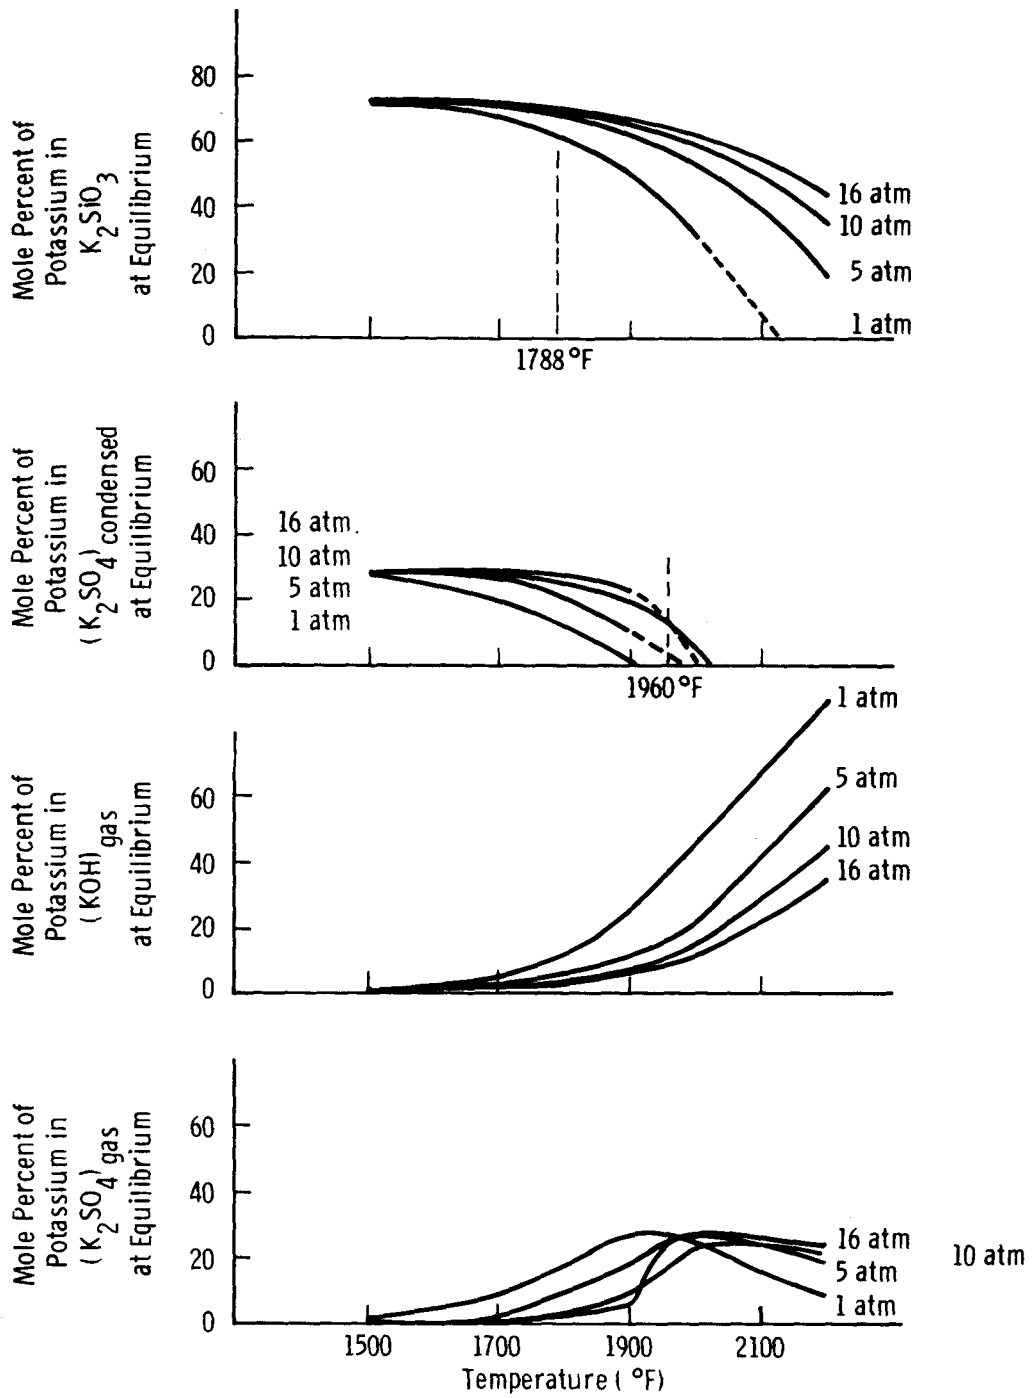 Mole Percent of
Potassium in
K2SiO3
at Equilibrium
80
60
40
20
0
16 atm
10 atm
5 atm
1 atm
1788 °F
Mole Percent of
Potassium in
(K2SO4) condensed
at Equilibrium
60
40
20
0
16 atm
10 atm
5 atm
1 atm
1960 °F
Mole Percent of
Potassium in
(KOH) gas
at Equilibrium
60
40
20
0
1 atm
5 atm
10 atm
16 atm
Mole Percent of
Potassium in
(K2SO4) gas
at Equilibrium
60
40
20
0
16 atm
10 atm
5 atm
1 atm
1500 1700 1900 2100
Temperature ( °F)